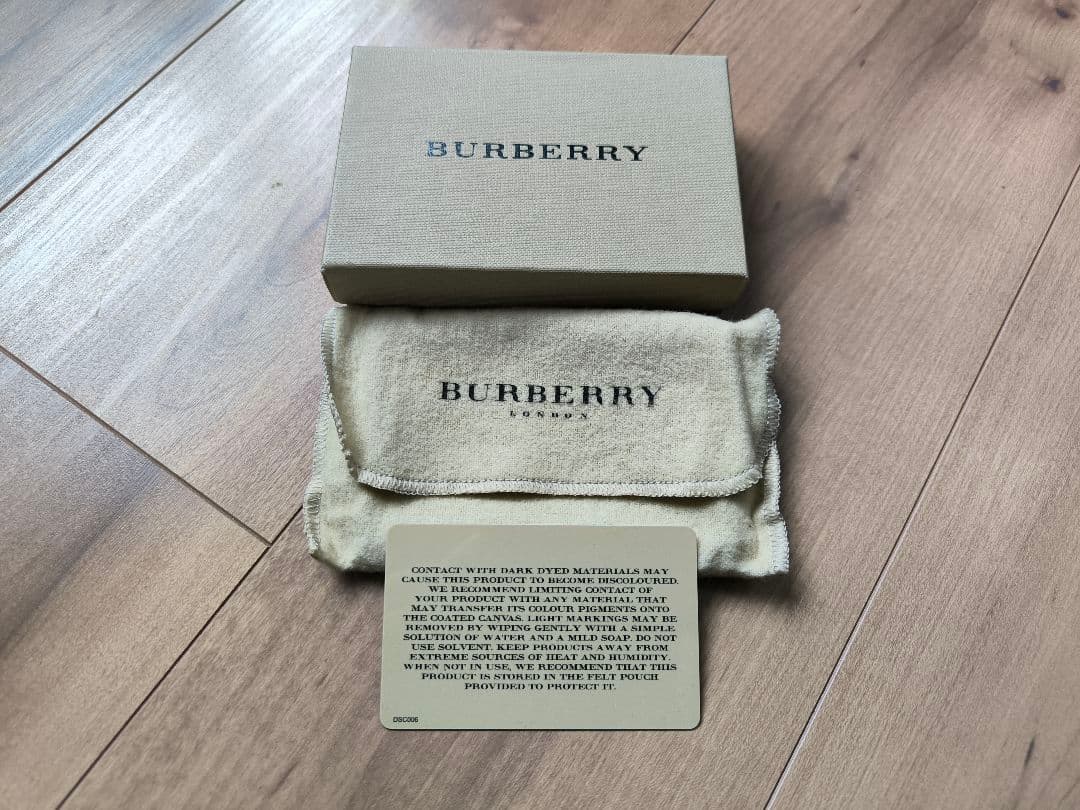 BURBERRY
BURBERRY
LONDON
CONTACT WITH DARK DYED MATERIALS MAY
CAUSE THIS PRODUCT TO BECOME DISCOLOURED.
WE RECOMMEND LIMITING CONTACT OF
YOUR PRODUCT WITH ANY MATERIAL THAT
MAY TRANSFER ITS COLOUR PIGMENTS ONTO
THE COATED CANVAS. LIGHT MARKINGS MAY BE
REMOVED BY WIPING GENTLY WITH A SIMPLE
SOLUTION OF WATER AND A MILD SOAP. DO NOT
USE SOLVENT. KEEP PRODUCTS AWAY FROM
EXTREME SOURCES OF HEAT AND HUMIDITY.
WHEN NOT IN USE, WE RECOMMEND THAT THIS
PRODUCT IS STORED IN THE FELT POUCH
PROVIDED TO PROTECT IT.
DSC006